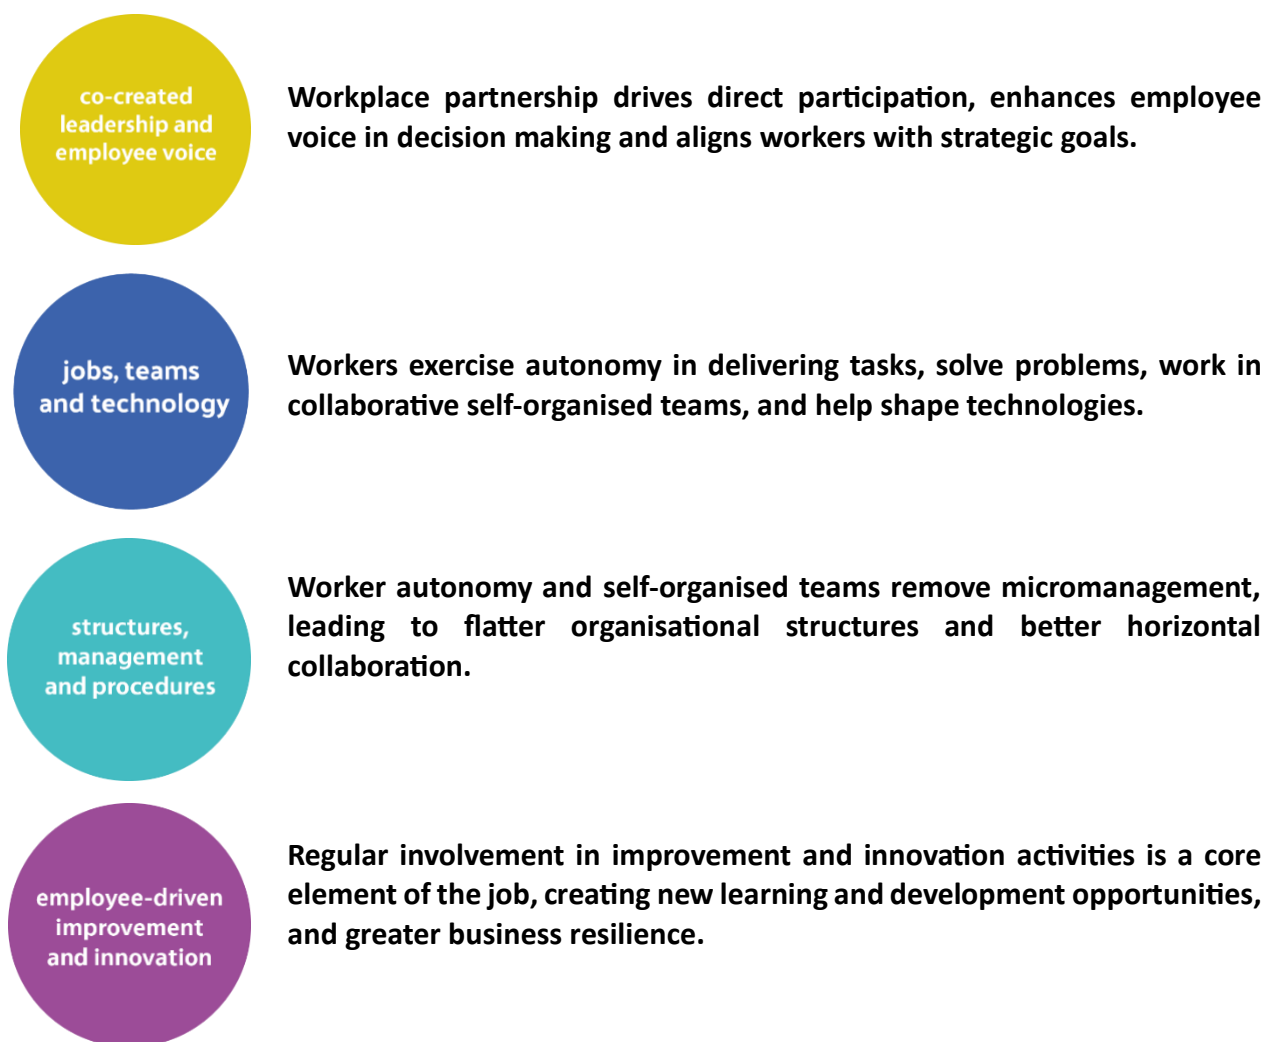 co-created
leadership and
employee voice
Workplace partnership drives direct participation, enhances employee
voice in decision making and aligns workers with strategic goals.
jobs, teams
and technology
Workers exercise autonomy in delivering tasks, solve problems, work in
collaborative self-organised teams, and help shape technologies.
structures,
management
and procedures
Worker autonomy and self-organised teams remove micromanagement,
leading to flatter organisational structures and better horizontal
collaboration.
employee-driven
improvement
and innovation
Regular involvement in improvement and innovation activities is a core
element of the job, creating new learning and development opportunities,
and greater business resilience.